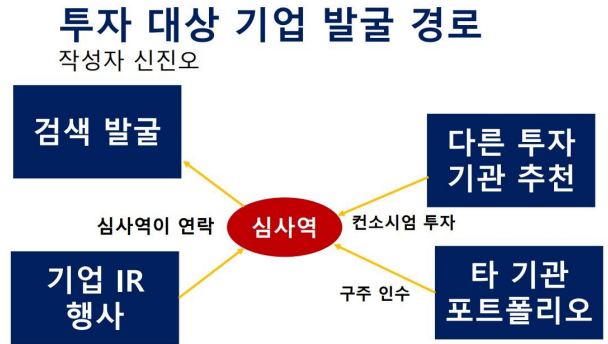 투자 대상 기업 발굴 경로
작성자 신진오
검색 발굴
다른 투자
기관 추천
심사역이 연락
심사역
컨소시엄 투자
기업 IR
행사
구주 인수
타 기관
포트폴리오